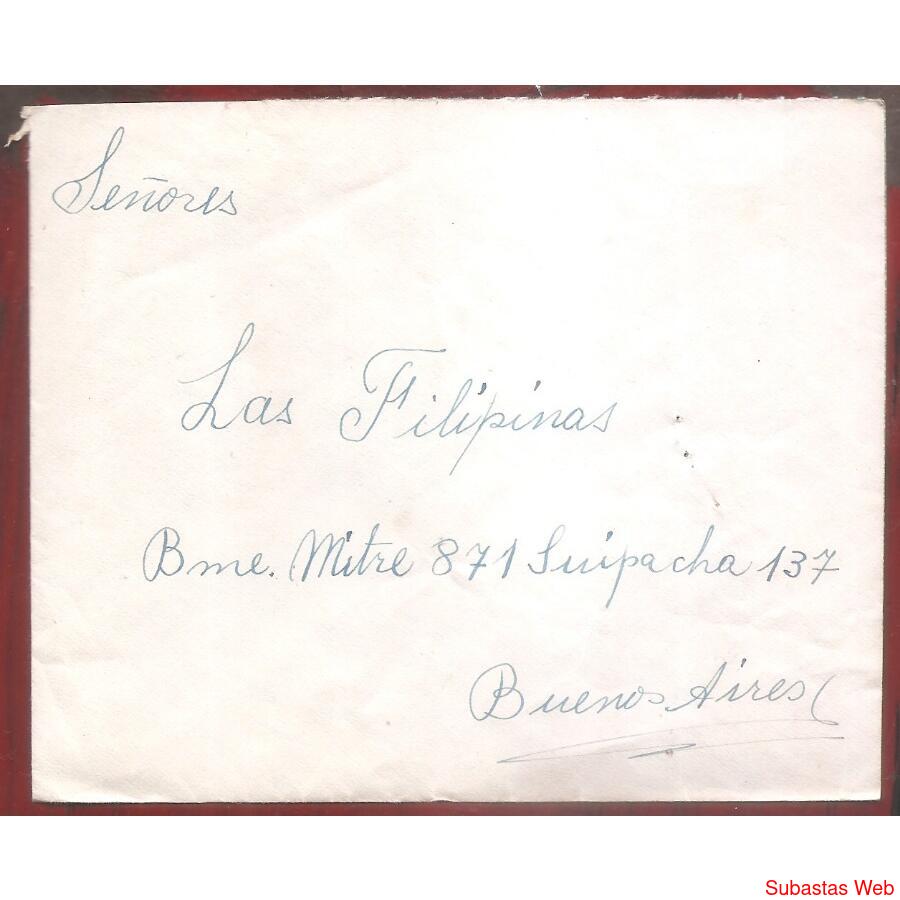 Señores
Las Filipinas
Bme. Mitre 871 Suipacha 137
Buenos Aires
Subastas Web